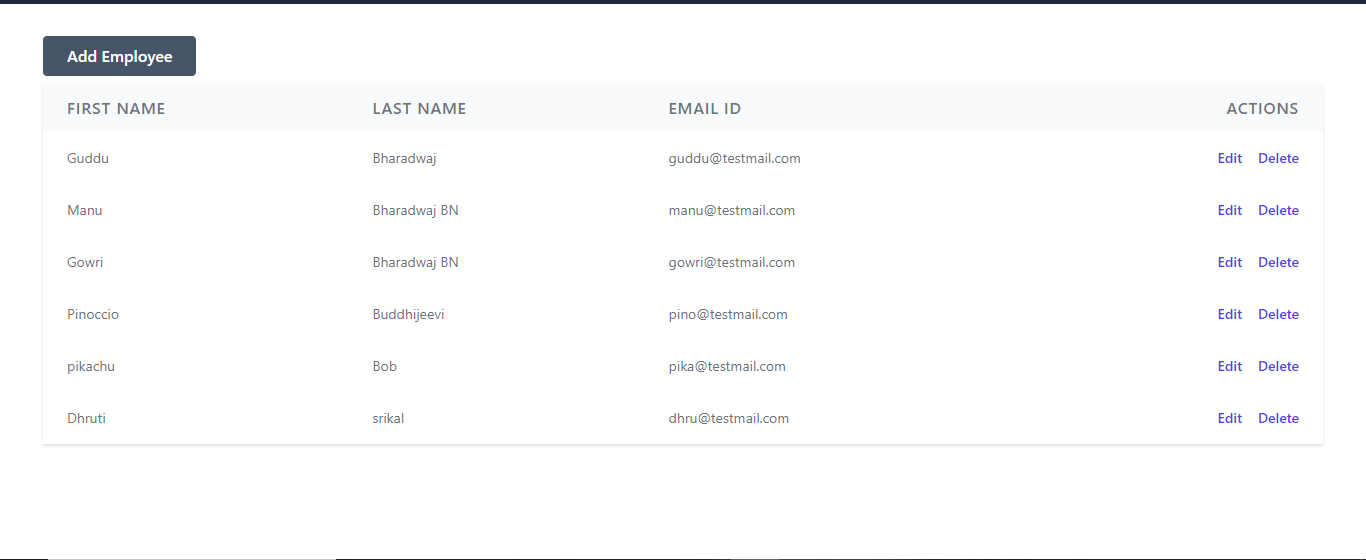 Add Employee
FIRST NAME LAST NAME EMAIL ID ACTIONS
Guddu Bharadwaj guddu@testmail.com Edit Delete
Manu Bharadwaj BN manu@testmail.com Edit Delete
Gowri Bharadwaj BN gowri@testmail.com Edit Delete
Pinoccio Buddhijeevi pino@testmail.com Edit Delete
pikachu Bob pika@testmail.com Edit Delete
Dhruti srikal dhru@testmail.com Edit Delete